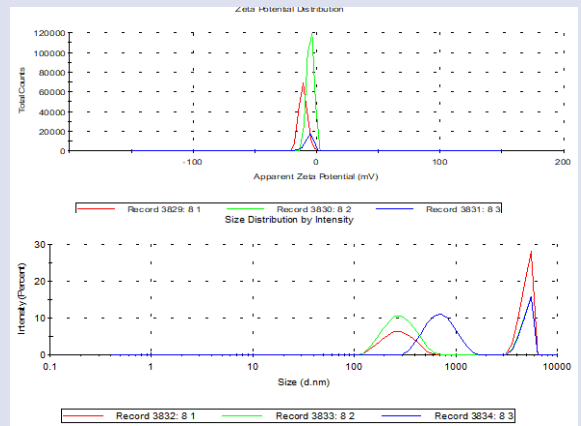 Zeta Potential Distribution
120000
100000
80000
60000
40000
20000
0
Total Counts
-100 0 100 200
Apparent Zeta Potential (mV)
Record 3829: 8 1 Record 3830: 8 2 Record 3831: 8 3
Size Distribution by Intensity
30
20
10
0
Intensity (Percent)
0.1 1 10 100 1000 10000
Size (d.nm)
Record 3832: 8 1 Record 3833: 8 2 Record 3834: 8 3